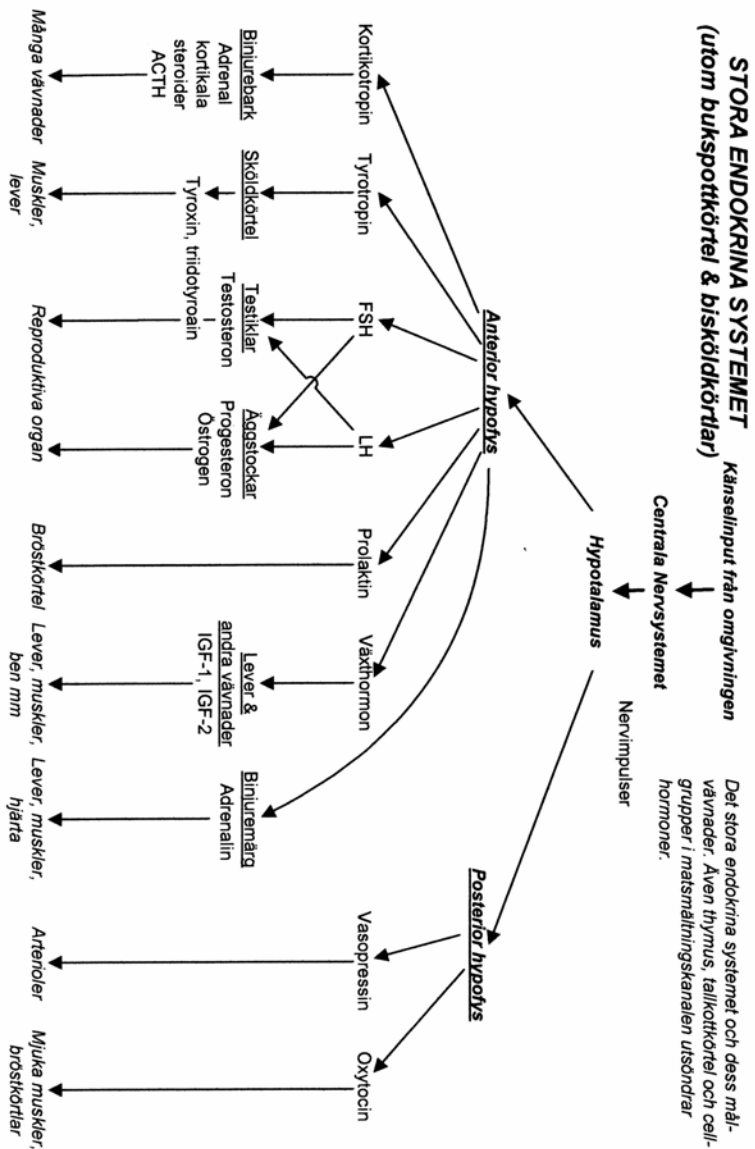 STORA ENDOKRINA SYSTEMET
(utom bukspottkörtel & bisköldkörtlar)
Känselinput från omgivningen
Det stora endokrina systemet och dess mål-
vävnader. Även thymus, tallkottkörtel och cell-
grupper i matsmältningskanalen utsöndrar
hormoner.
Centrala Nervsystemet
Nervimpulser
Hypotalamus
Anterior hypofys
Posterior hypofys
Kortikotropin
Tyrotropin
FSH
LH
Prolaktin
Växthormon
Vasopressin
Oxytocin
Binjurebark
Adrenal
kortikala
steroider
ACTH
Sköldkörtel
Tyroxin, triidotyroain
Testiklar
Testosteron
Äggstockar
Progesteron
Östrogen
Lever &
andra vävnader
IGF-1, IGF-2
Binjuremärg
Adrenalin
Många vävnader
Muskler,
lever
Reproduktiva organ
Bröstkörtel
Lever, muskler,
ben mm
Lever, muskler,
hjärta
Arterioler
Mjuka muskler,
bröstkörtlar